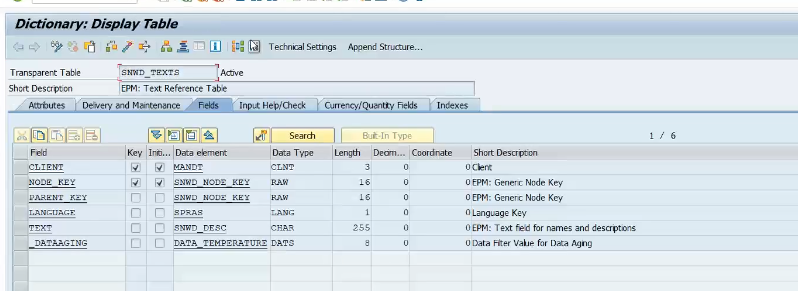 Dictionary: Display Table
Technical Settings Append Structure...
Transparent Table SNWD_TEXTS Active
Short Description EPM: Text Reference Table
Attributes Delivery and Maintenance Fields Input Help/Check Currency/Quantity Fields Indexes
Search Built-In Type 1 / 6
Field Key Initi... Data element Data Type Length Decim... Coordinate Short Description
CLIENT MANDT CLNT 3 0 0 Client
NODE_KEY SNWD_NODE_KEY RAW 16 0 0 EPM: Generic Node Key
PARENT_KEY SNWD_NODE_KEY RAW 16 0 0 EPM: Generic Node Key
LANGUAGE SPRAS LANG 1 0 0 Language Key
TEXT SNWD_DESC CHAR 255 0 0 EPM: Text field for names and descriptions
_DATAAGING DATA_TEMPERATURE DATS 8 0 0 Data Filter Value for Data Aging